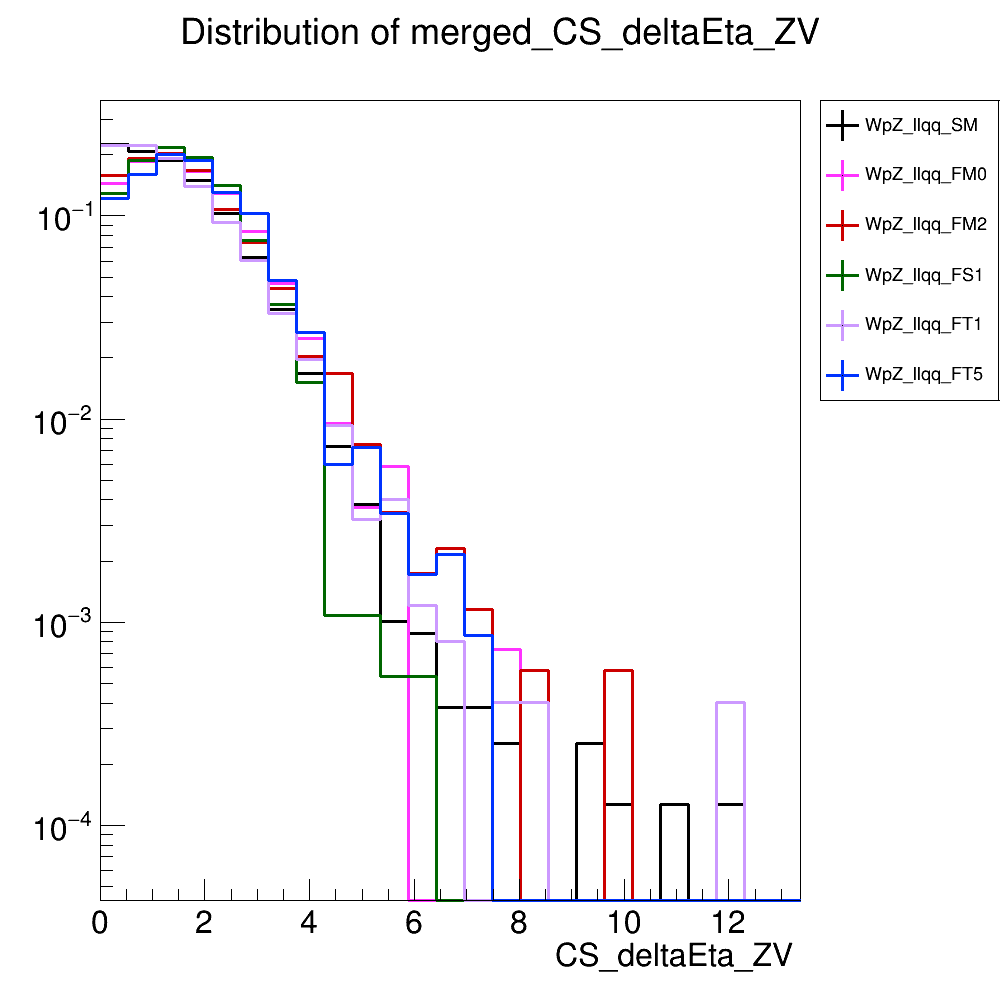 Distribution of merged_CS_deltaEta_ZV
WpZ_llqq_SM
WpZ_llqq_FM0
WpZ_llqq_FM2
WpZ_llqq_FS1
WpZ_llqq_FT1
WpZ_llqq_FT5
10⁻¹
10⁻²
10⁻³
10⁻⁴
0 2 4 6 8 10 12
CS_deltaEta_ZV